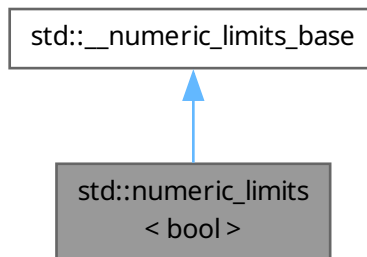 std::__numeric_limits_base
std::numeric_limits
< bool >